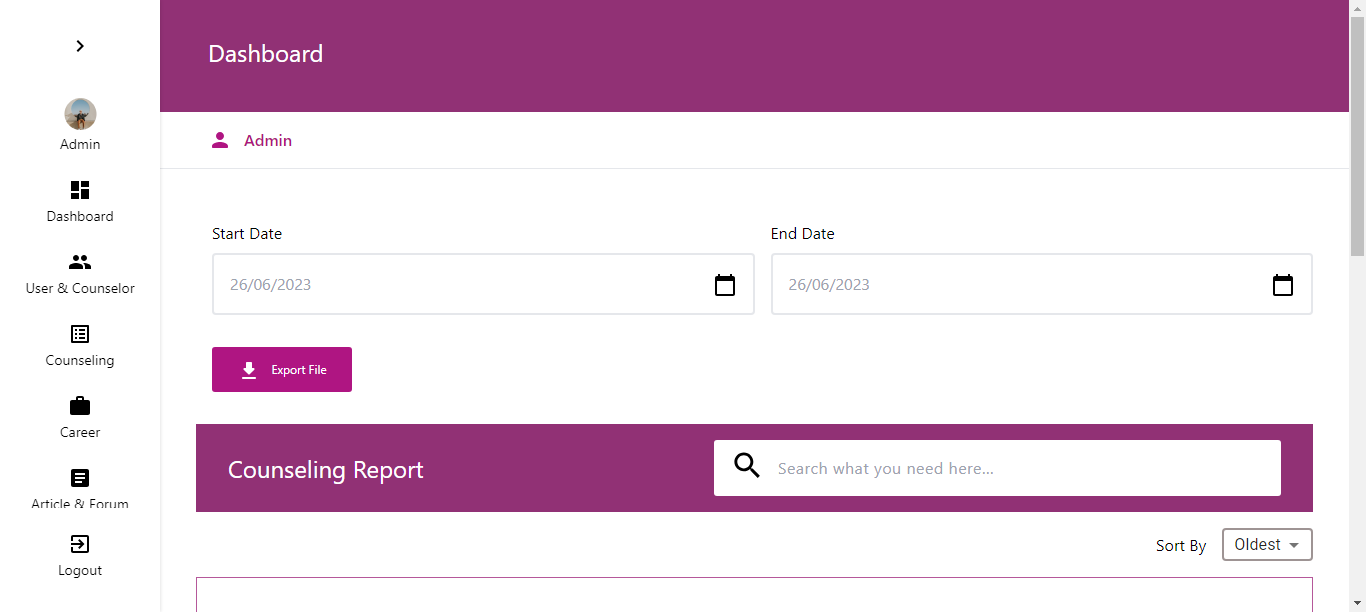 Dashboard
Admin
Admin
Dashboard
User & Counselor
Counseling
Career
Article & Forum
Logout
Start Date
End Date
26/06/2023
26/06/2023
Export File
Counseling Report
Search what you need here...
Sort By
Oldest